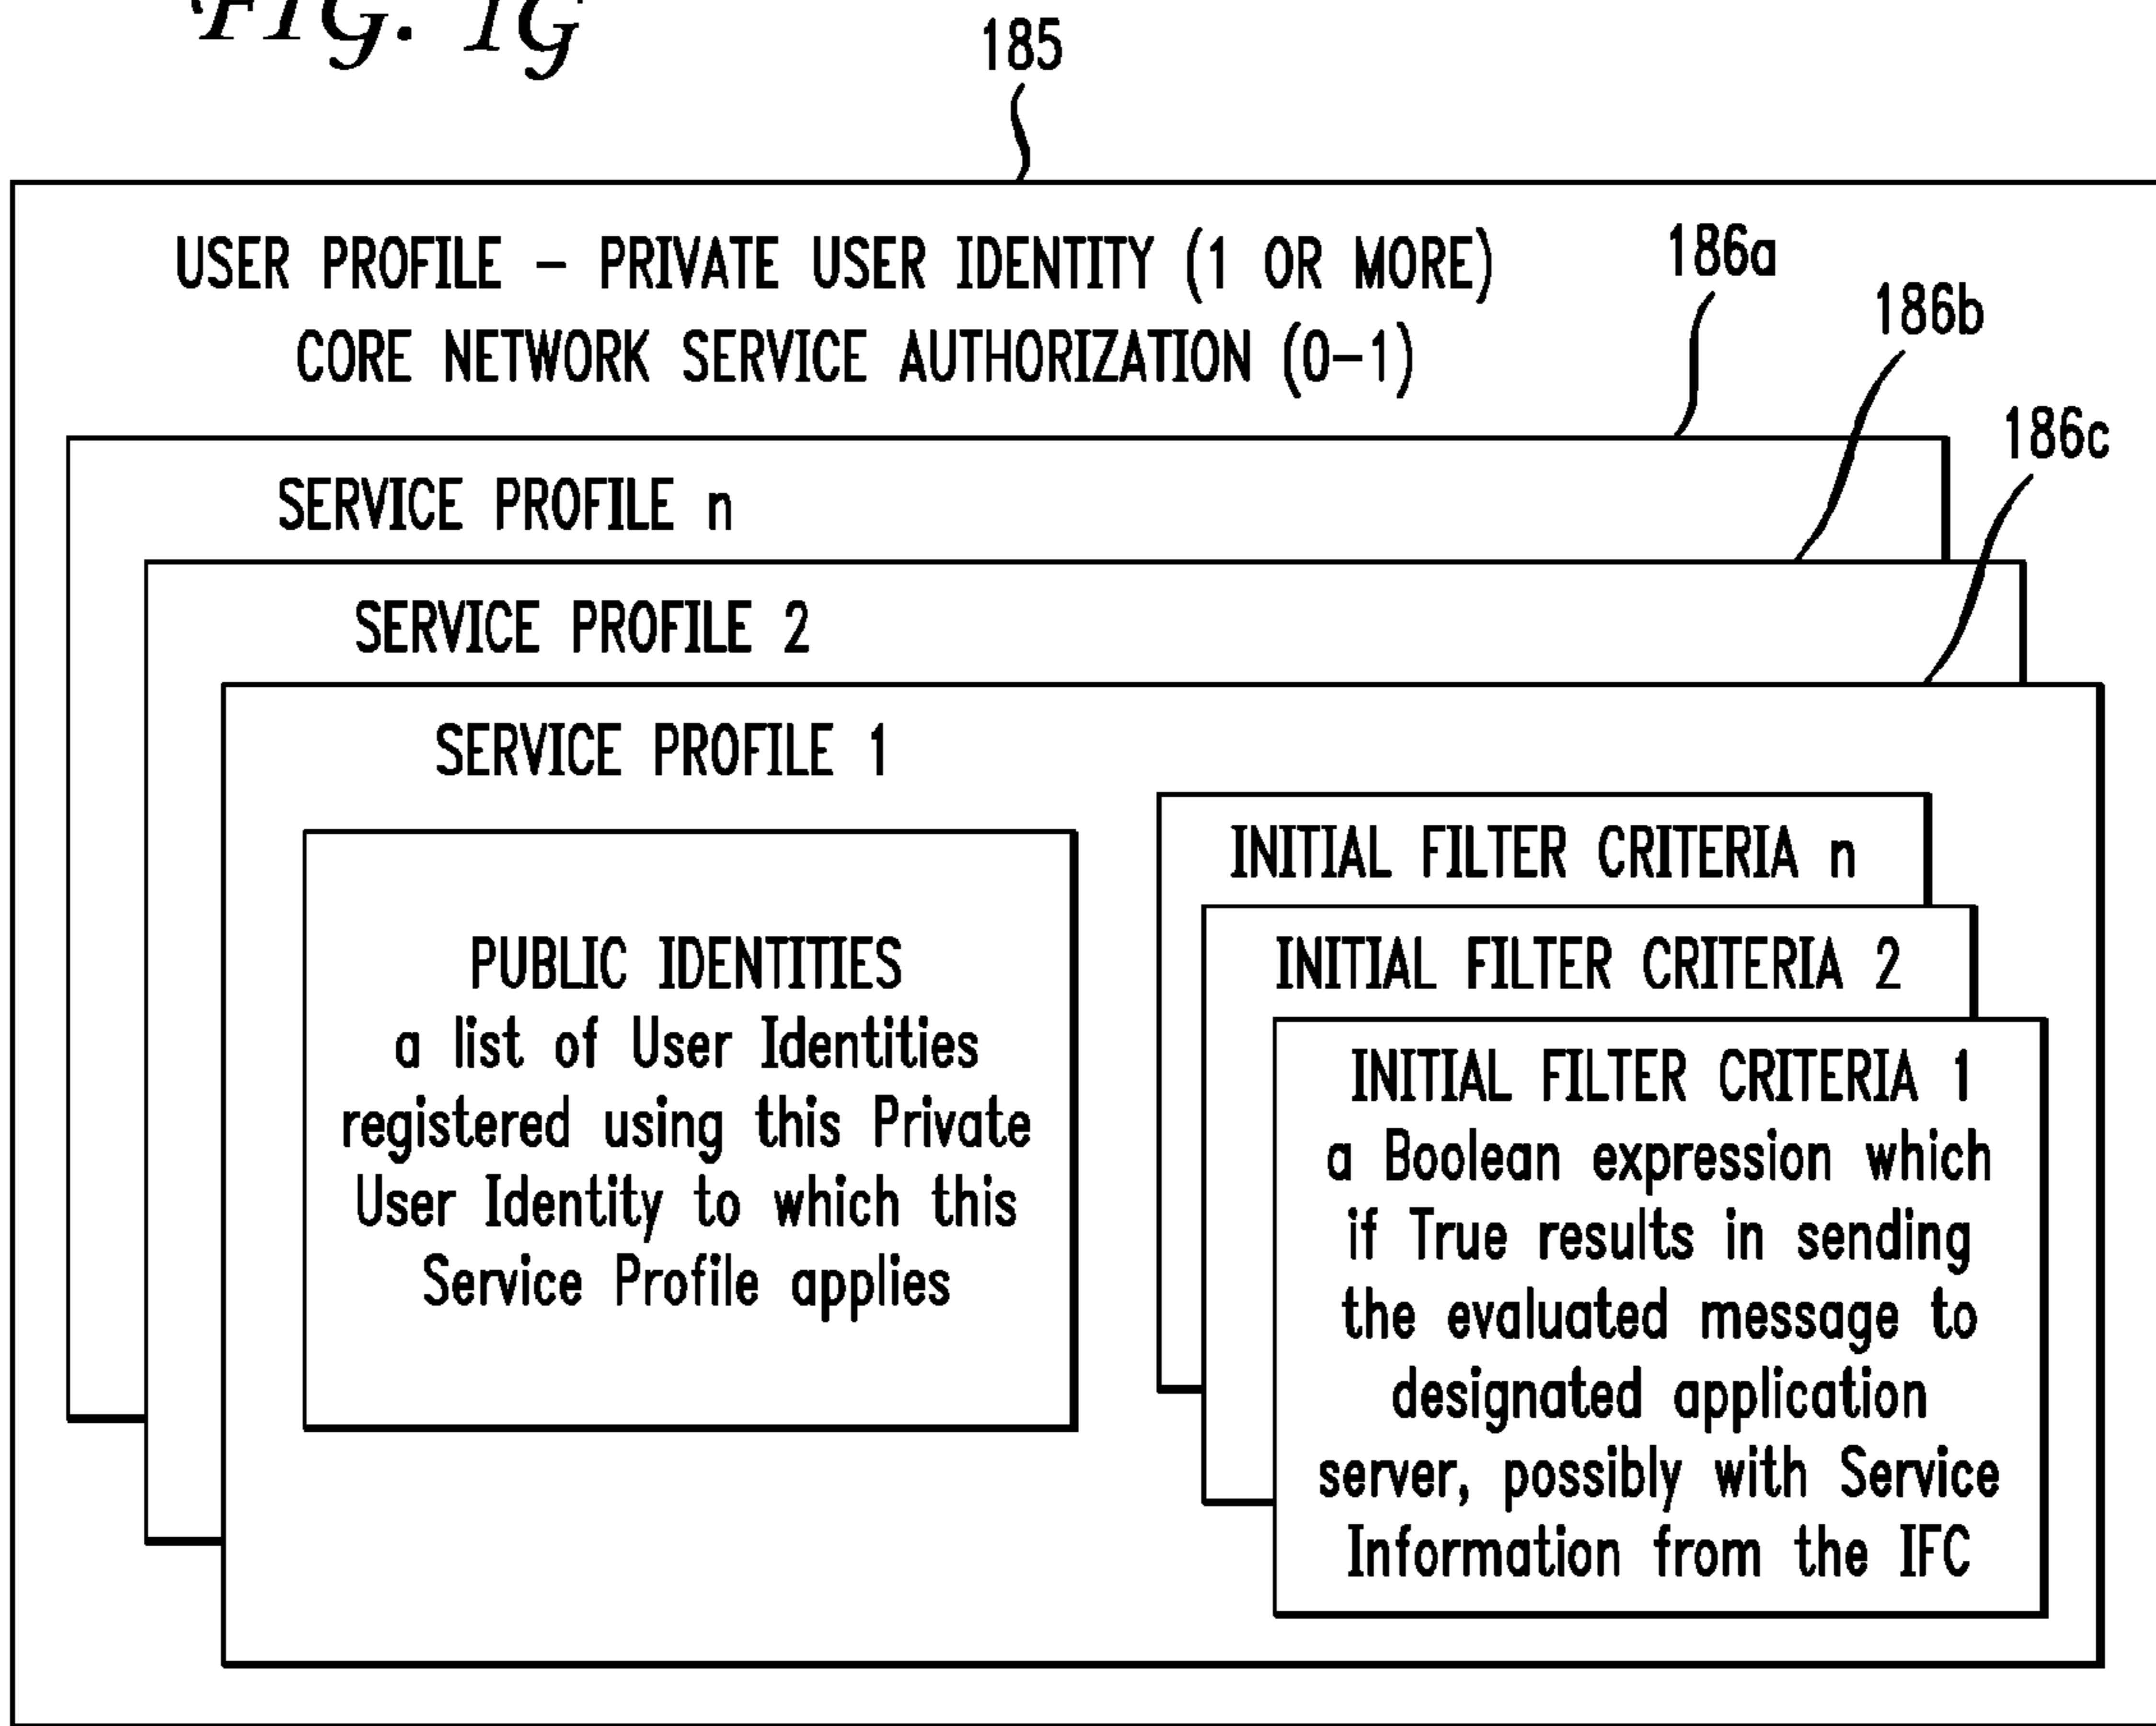 FIG. 1G
185
USER PROFILE – PRIVATE USER IDENTITY (1 OR MORE)
CORE NETWORK SERVICE AUTHORIZATION (0–1)
186a
186b
186c
SERVICE PROFILE n
SERVICE PROFILE 2
SERVICE PROFILE 1
PUBLIC IDENTITIES
a list of User Identities
registered using this Private
User Identity to which this
Service Profile applies
INITIAL FILTER CRITERIA n
INITIAL FILTER CRITERIA 2
INITIAL FILTER CRITERIA 1
a Boolean expression which
if True results in sending
the evaluated message to
designated application
server, possibly with Service
Information from the IFC